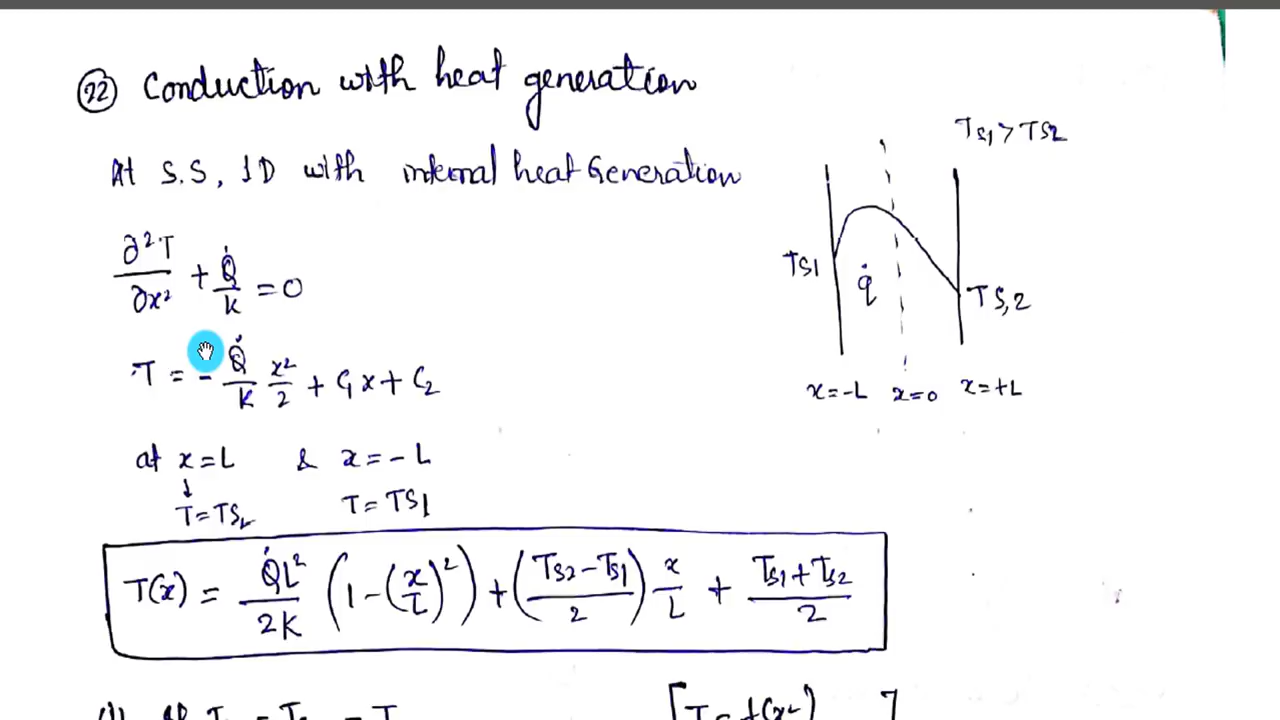 22 Conduction with heat generation
At S.S, 1D with internal heat Generation
∂²T/∂x² + Q̇/k = 0
T = - Q̇/k x²/2 + C₁x + C₂
at x = L & x = -L
↓
T = TS₂ T = TS1
T(x) = Q̇L²/2K (1-(x/L)²) + ((Ts2 - Ts1)/2) x/L + (Ts1 + Ts2)/2
Ts1 > Ts2
TS1
q̇
TS,2
x=-L x=0 x=+L